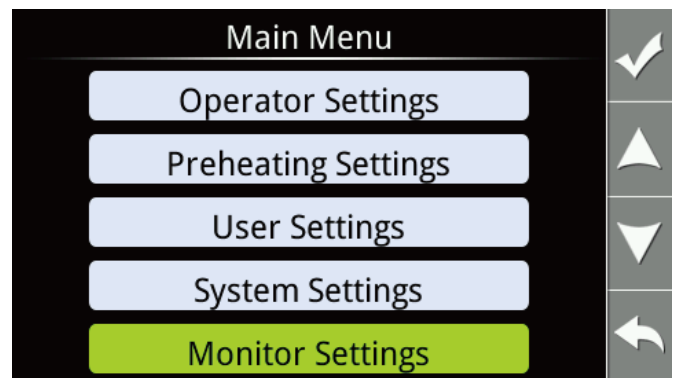 Main Menu
Operator Settings
Preheating Settings
User Settings
System Settings
Monitor Settings